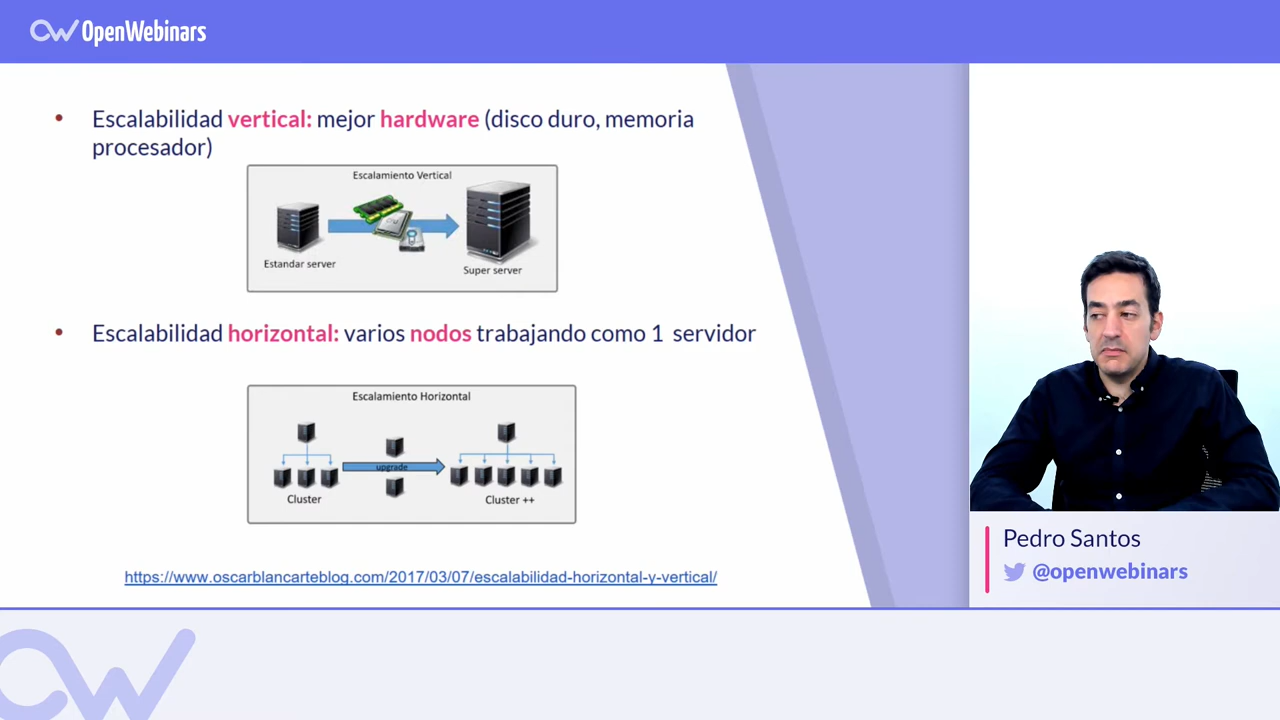 OpenWebinars
• Escalabilidad vertical: mejor hardware (disco duro, memoria
procesador)
Escalamiento Vertical
Estandar server
Super server
• Escalabilidad horizontal: varios nodos trabajando como 1 servidor
Escalamiento Horizontal
upgrade
Cluster
Cluster ++
https://www.oscarblancarteblog.com/2017/03/07/escalabilidad-horizontal-y-vertical/
Pedro Santos
@openwebinars